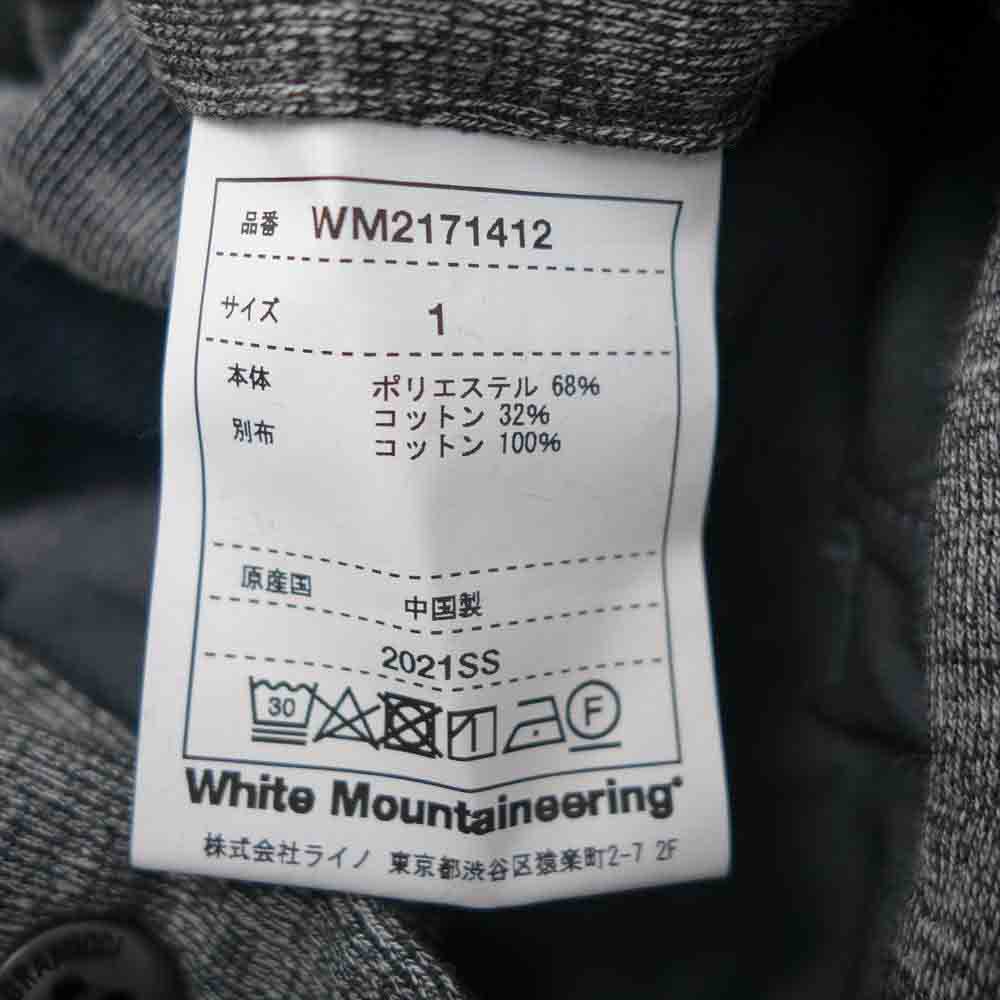 品番 WM2171412
サイズ 1
本体 ポリエステル 68%
コットン 32%
別布 コットン 100%
原産国 中国製
2021SS
30 F
White Mountaineering
株式会社ライノ 東京都渋谷区猿楽町2-7 2F